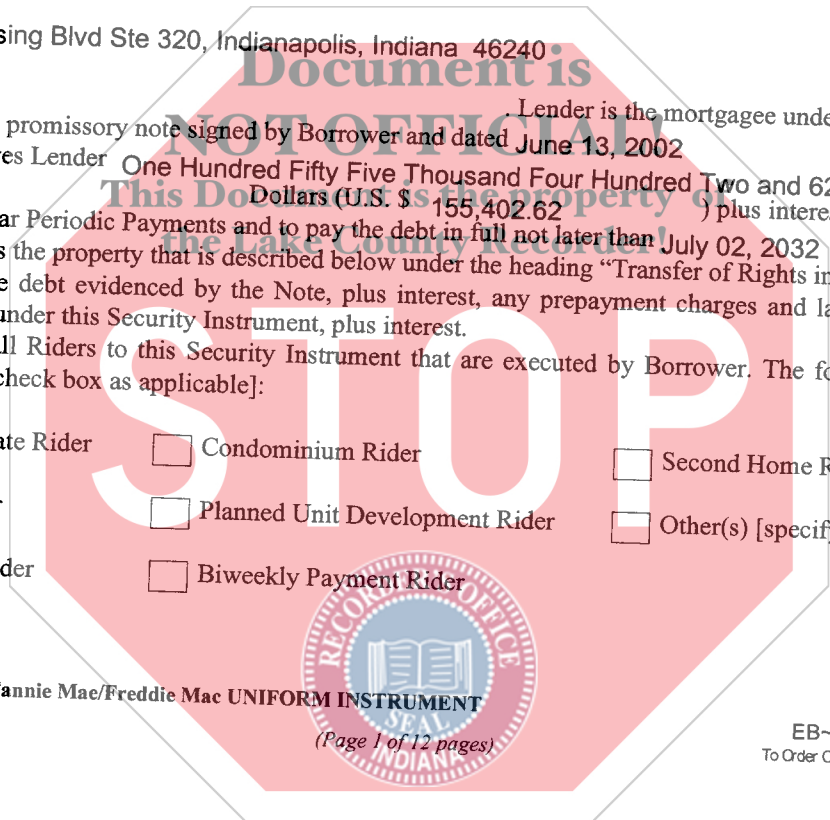 sing Blvd Ste 320, Indianapolis, Indiana 46240
Document is
. Lender is the mortgagee unde
NOT OFFICIAL!
promissory note signed by Borrower and dated June 13, 2002
es Lender One Hundred Fifty Five Thousand Four Hundred Two and 62
This Document is the property of
Dollars (U.S. $ 155,402.62 ) plus interes
ar Periodic Payments and to pay the debt in full not later than July 02, 2032
the Lake County Recorder!
s the property that is described below under the heading “Transfer of Rights in
e debt evidenced by the Note, plus interest, any prepayment charges and la
under this Security Instrument, plus interest.
ll Riders to this Security Instrument that are executed by Borrower. The fo
check box as applicable]:
STOP
ate Rider Condominium Rider Second Home R
Planned Unit Development Rider Other(s) [specify
der Biweekly Payment Rider
RECORDER'S OFFICE
SEAL
INDIANA
annie Mae/Freddie Mac UNIFORM INSTRUMENT
(Page 1 of 12 pages)
EB~
To Order C